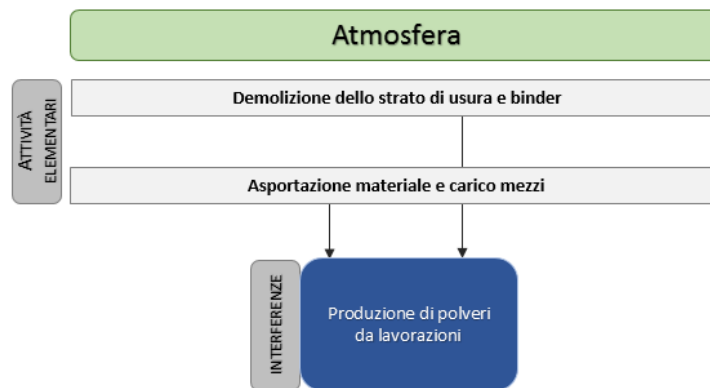 Atmosfera
ATTIVITÀ
ELEMENTARI
Demolizione dello strato di usura e binder
Asportazione materiale e carico mezzi
INTERFERENZE
Produzione di polveri
da lavorazioni